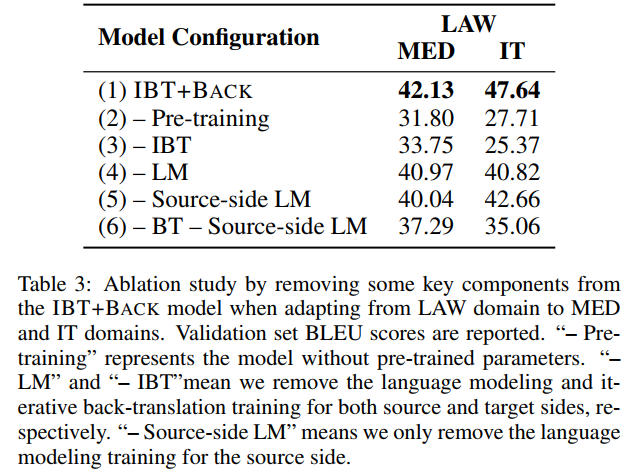 Model Configuration LAW
MED IT
(1) IBT+BACK 42.13 47.64
(2) – Pre-training 31.80 27.71
(3) – IBT 33.75 25.37
(4) – LM 40.97 40.82
(5) – Source-side LM 40.04 42.66
(6) – BT – Source-side LM 37.29 35.06
Table 3: Ablation study by removing some key components from
the IBT+BACK model when adapting from LAW domain to MED
and IT domains. Validation set BLEU scores are reported. “– Pre-
training” represents the model without pre-trained parameters. “–
LM” and “– IBT”mean we remove the language modeling and it-
erative back-translation training for both source and target sides, re-
spectively. “– Source-side LM” means we only remove the language
modeling training for the source side.